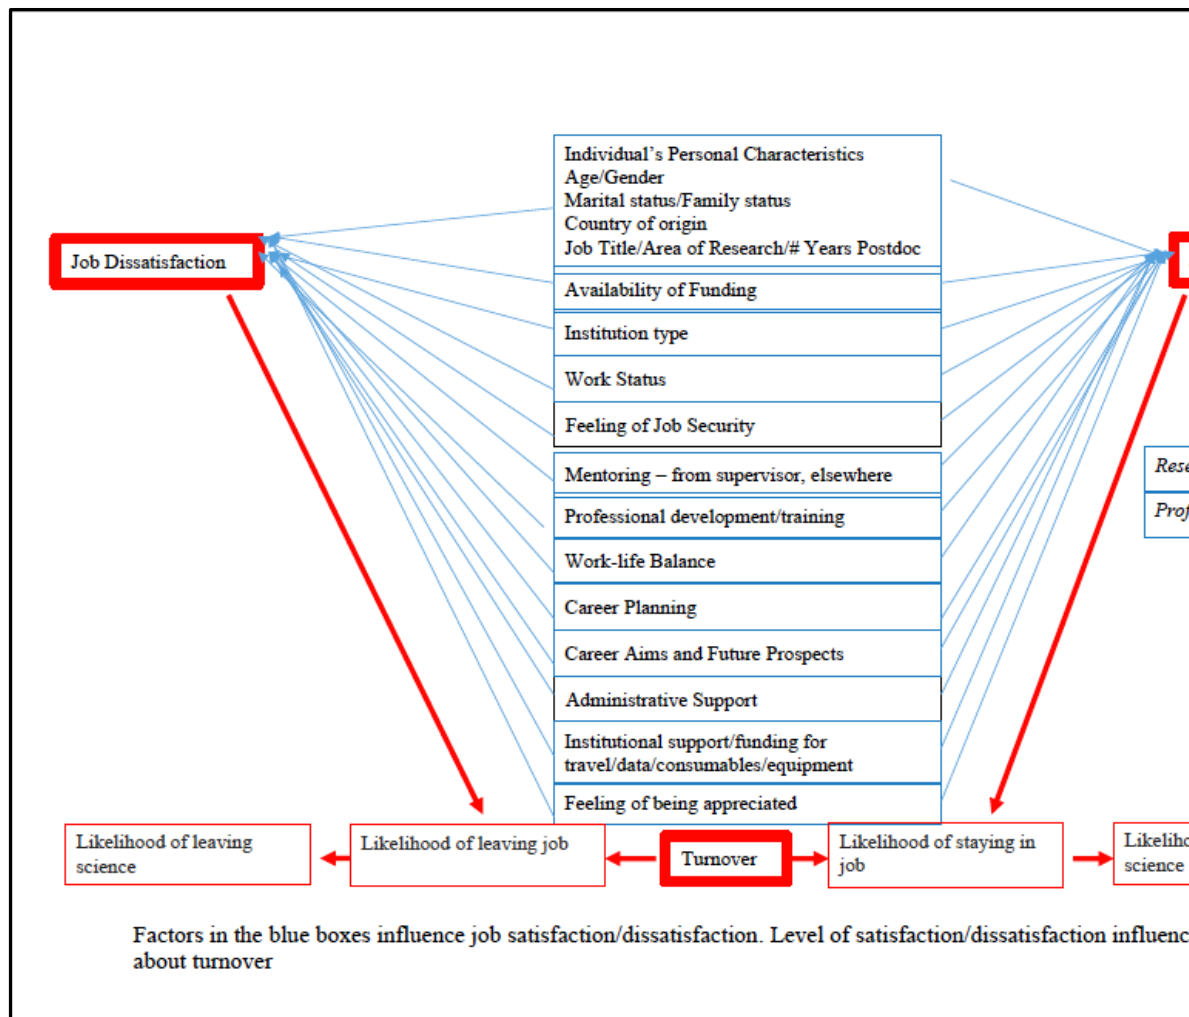 Individual's Personal Characteristics
Age/Gender
Marital status/Family status
Country of origin
Job Title/Area of Research/# Years Postdoc
Job Dissatisfaction
Availability of Funding
Institution type
Work Status
Feeling of Job Security
Mentoring – from supervisor, elsewhere
Professional development/training
Work-life Balance
Career Planning
Career Aims and Future Prospects
Administrative Support
Institutional support/funding for
travel/data/consumables/equipment
Feeling of being appreciated
Likelihood of leaving
science
Likelihood of leaving job
Turnover
Likelihood of staying in
job
science
Factors in the blue boxes influence job satisfaction/dissatisfaction. Level of satisfaction/dissatisfaction
about turnover